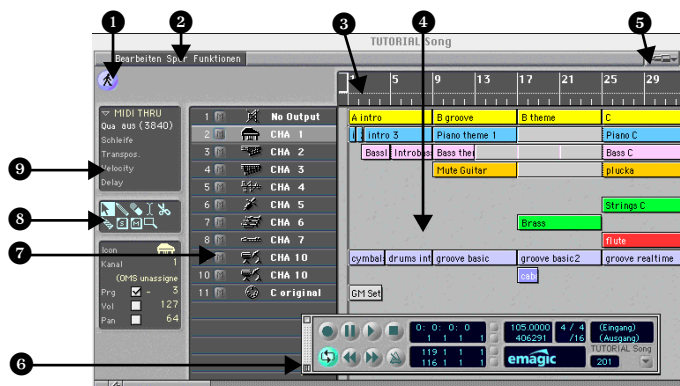 1 2 3 4 5
TUTORIAL Song
Bearbeiten Spur Funktionen
1 5 9 13 17 21 25 29
MIDI THRU
Qua aus (3840)
Schleife
Transpos.
Velocity
Delay
9
8
7
6
Icon
Kanal 1
(OMS unassigne
Prg - 3
Vol 127
Pan 64
1 M No Output
2 M CHA 1
3 M CHA 2
4 M CHA 3
5 M CHA 4
6 M CHA 5
7 M CHA 6
8 M CHA 7
M CHA 10
10 M CHA 10
11 M C original
A intro B groove B theme C
intro 3 Piano theme 1 Piano C
Bassl Introbas Bass ther Bass C
Mute Guitar plucka
Strings C
Brass
flute
cymbal drums int groove basic groove basic2 groove realtime
cab
GM Set
0: 0: 0: 0 105.0000 4 / 4 (Eingang)
1 1 1 1 406291 /16 (Ausgang)
119 1 1 1 TUTORIAL Song
116 1 1 1 emagic 201